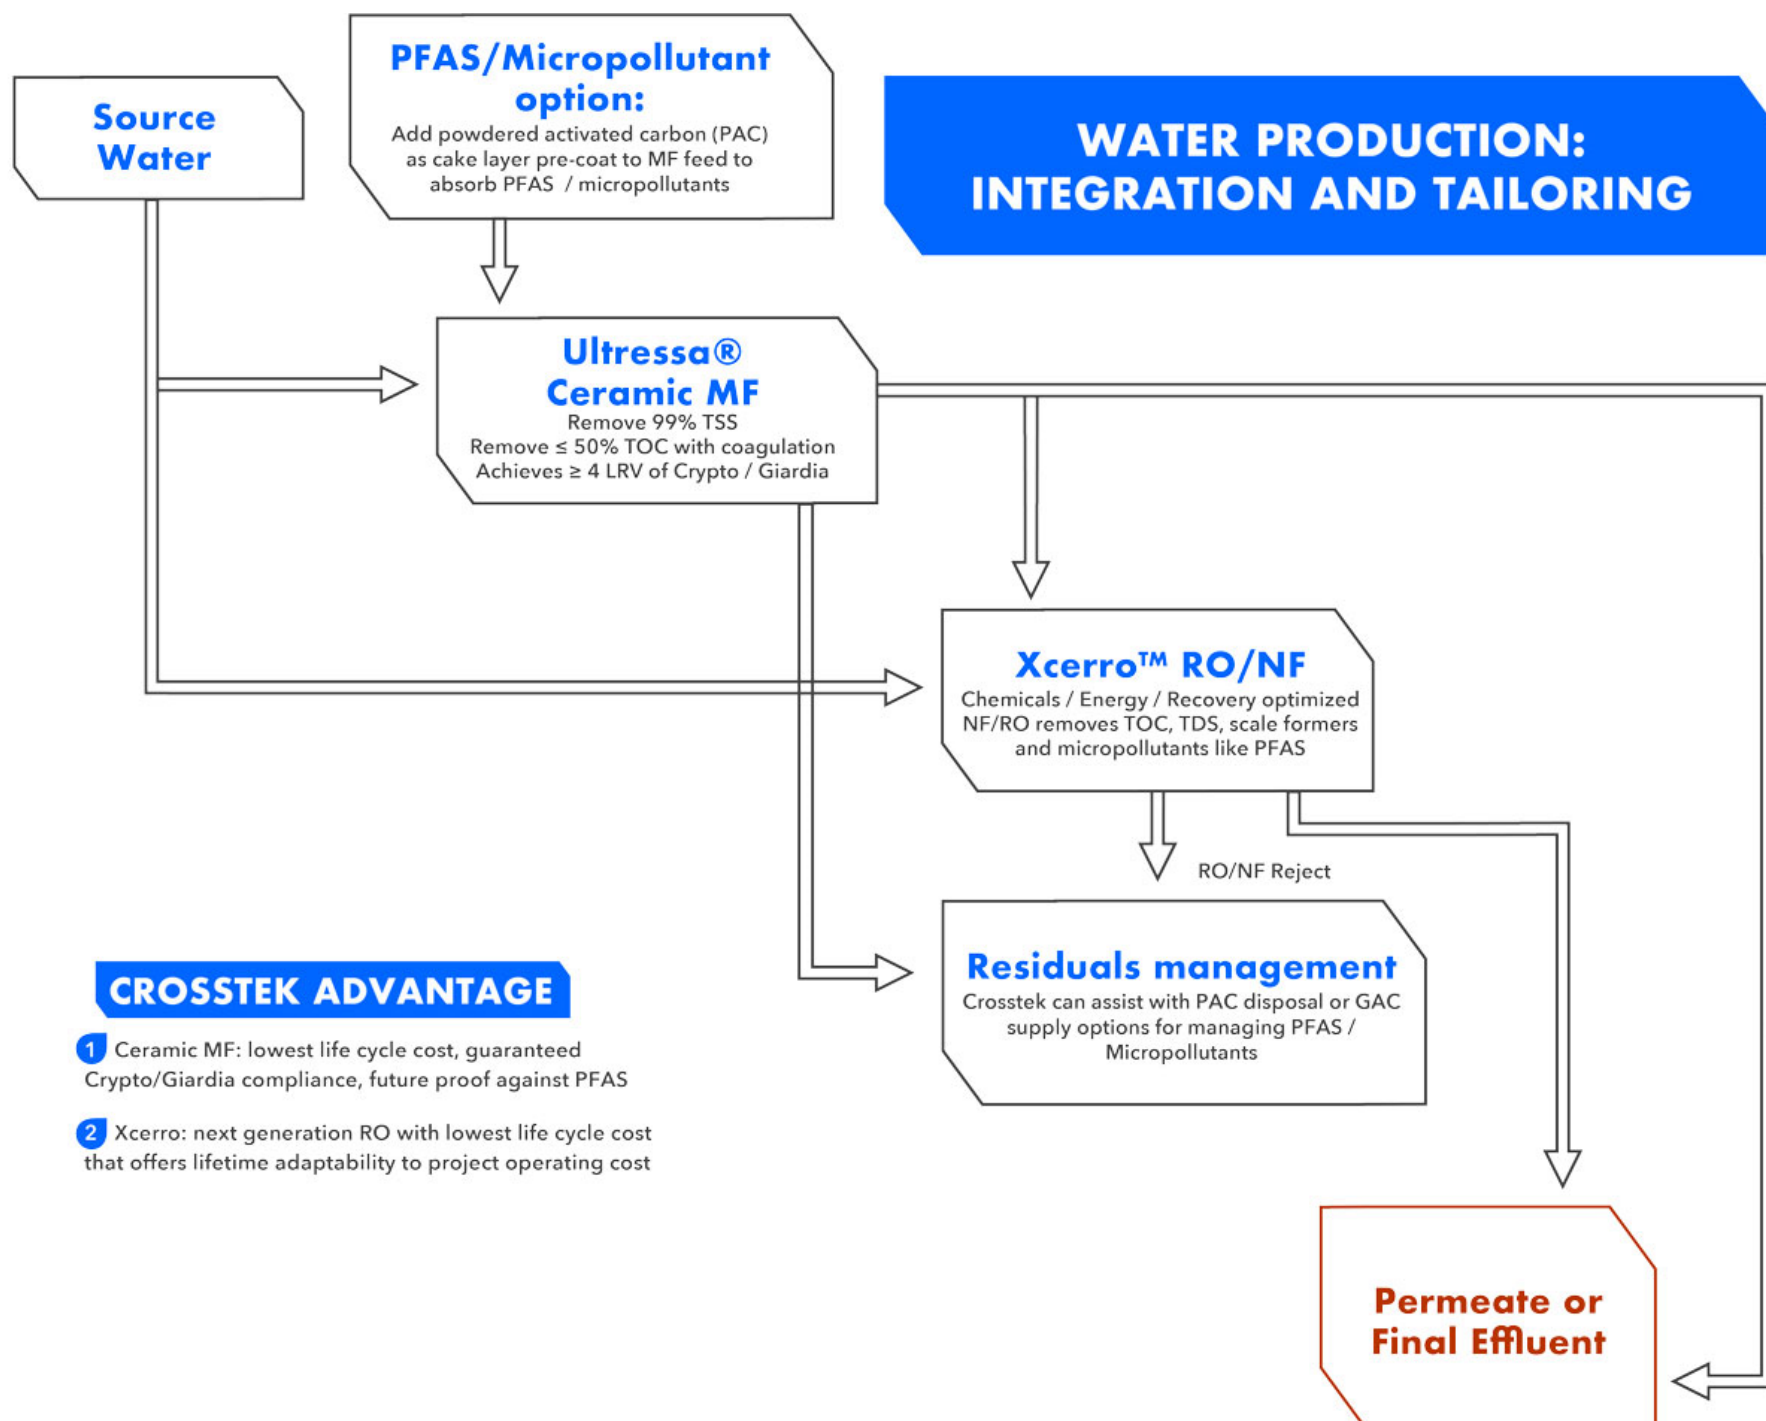 Source
Water
PFAS/Micropollutant
option:
Add powdered activated carbon (PAC)
as cake layer pre-coat to MF feed to
absorb PFAS / micropollutants
WATER PRODUCTION:
INTEGRATION AND TAILORING
Ultressa®
Ceramic MF
Remove 99% TSS
Remove ≤ 50% TOC with coagulation
Achieves ≥ 4 LRV of Crypto / Giardia
Xcerro™ RO/NF
Chemicals / Energy / Recovery optimized
NF/RO removes TOC, TDS, scale formers
and micropollutants like PFAS
RO/NF Reject
Residuals management
Crosstek can assist with PAC disposal or GAC
supply options for managing PFAS /
Micropollutants
CROSSTEK ADVANTAGE
1 Ceramic MF: lowest life cycle cost, guaranteed
Crypto/Giardia compliance, future proof against PFAS
2 Xcerro: next generation RO with lowest life cycle cost
that offers lifetime adaptability to project operating cost
Permeate or
Final Effluent